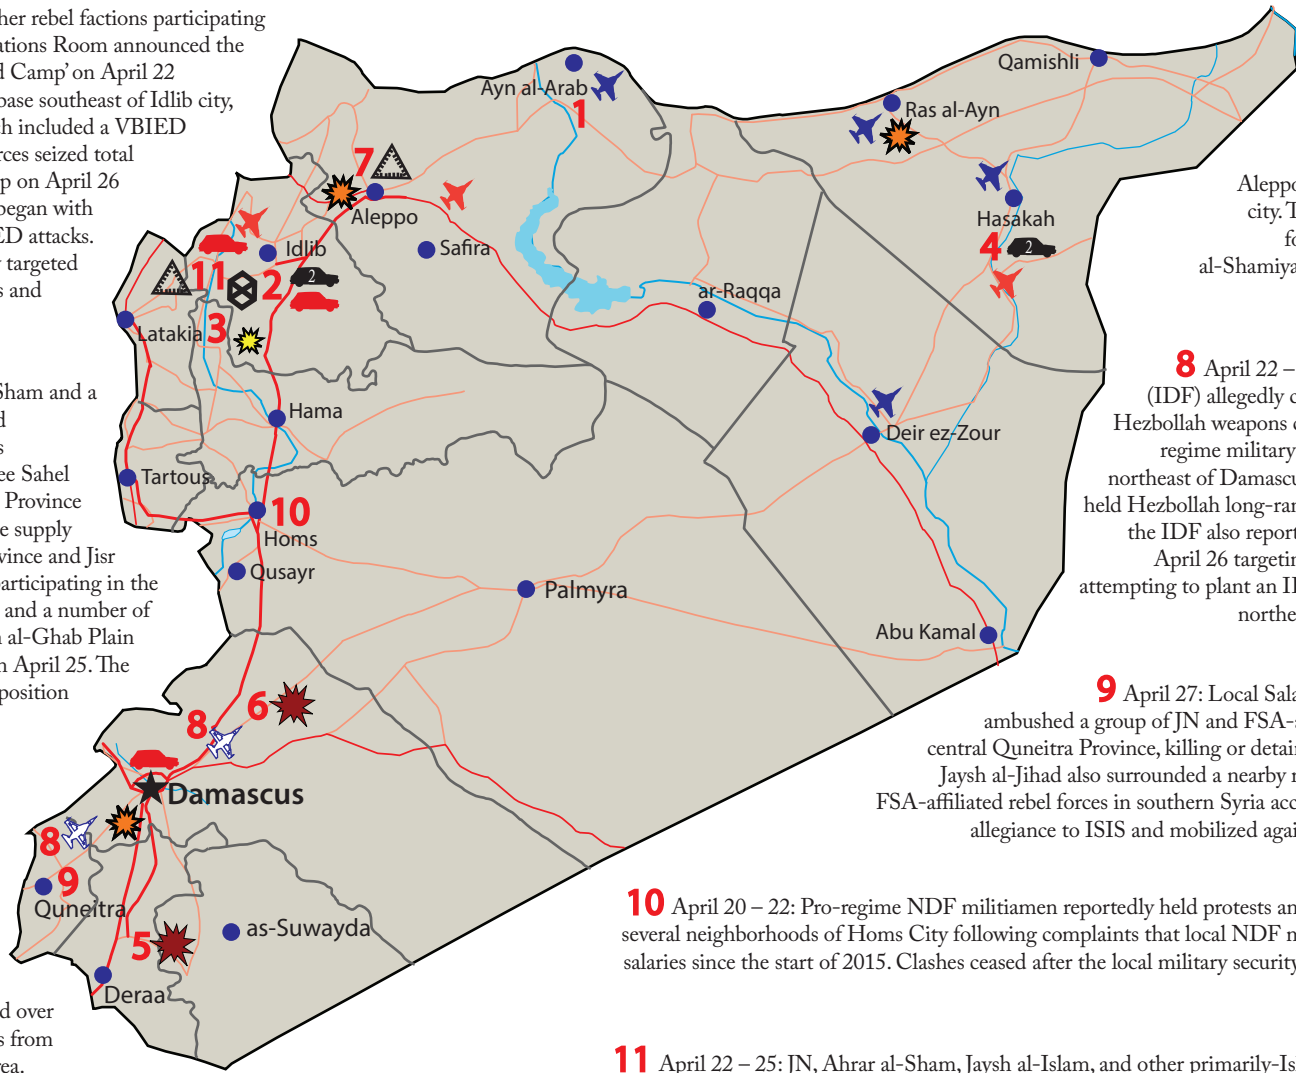 her rebel factions participating
ations Room announced the
d Camp' on April 22
base southeast of Idlib city,
h included a VBIED
rces seized total
p on April 26
began with
ED attacks.
y targeted
s and
Sham and a
d
s
ee Sahel
Province
e supply
vince and Jisr
participating in the
and a number of
n al-Ghab Plain
n April 25. The
position
d over
s from
rea.
Ayn al-Arab
1
Qamishli
Ras al-Ayn
7
Aleppo
Hasakah
4
2
Safira
Idlib
11
2
2
ar-Raqqa
Latakia
3
Hama
Deir ez-Zour
Tartous
10
Homs
Qusayr
Palmyra
Abu Kamal
6
8
Damascus
8
9
Quneitra
5
as-Suwayda
Deraa
Aleppo
city. T
fo
al-Shamiya
8 April 22 –
(IDF) allegedly c
Hezbollah weapons c
regime military
northeast of Damascu
held Hezbollah long-ran
the IDF also report
April 26 targetin
attempting to plant an II
northe
9 April 27: Local Sala
ambushed a group of JN and FSA-a
central Quneitra Province, killing or detain
Jaysh al-Jihad also surrounded a nearby r
FSA-affiliated rebel forces in southern Syria acc
allegiance to ISIS and mobilized agai
10 April 20 – 22: Pro-regime NDF militiamen reportedly held protests an
several neighborhoods of Homs City following complaints that local NDF m
salaries since the start of 2015. Clashes ceased after the local military security
11 April 22 – 25: JN, Ahrar al-Sham, Jaysh al-Islam, and other primarily-Isl